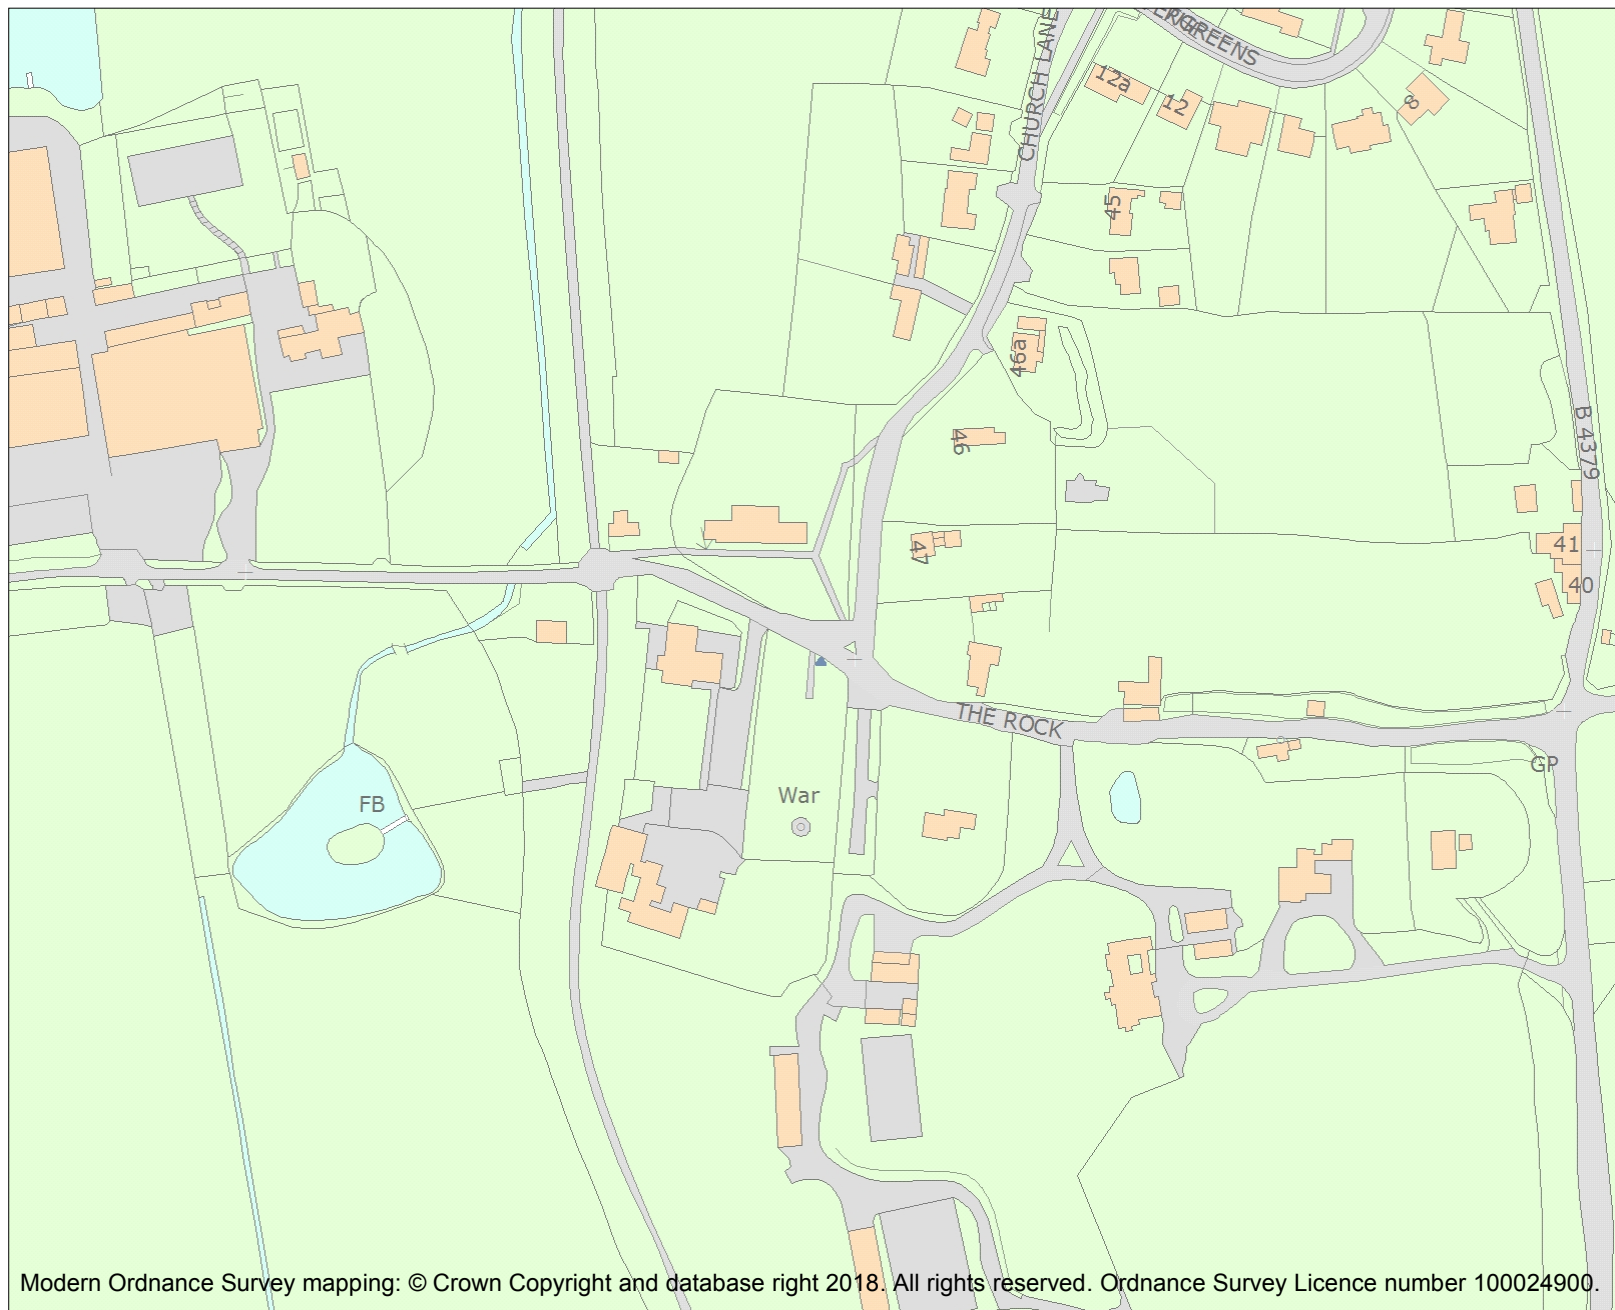 GREENS
CHURCH LANE
12a
12
8
45
46a
46
B 4379
47
41
40
THE ROCK
GP
War
FB
Modern Ordnance Survey mapping: © Crown Copyright and database right 2018. All rights reserved. Ordnance Survey Licence number 100024900.